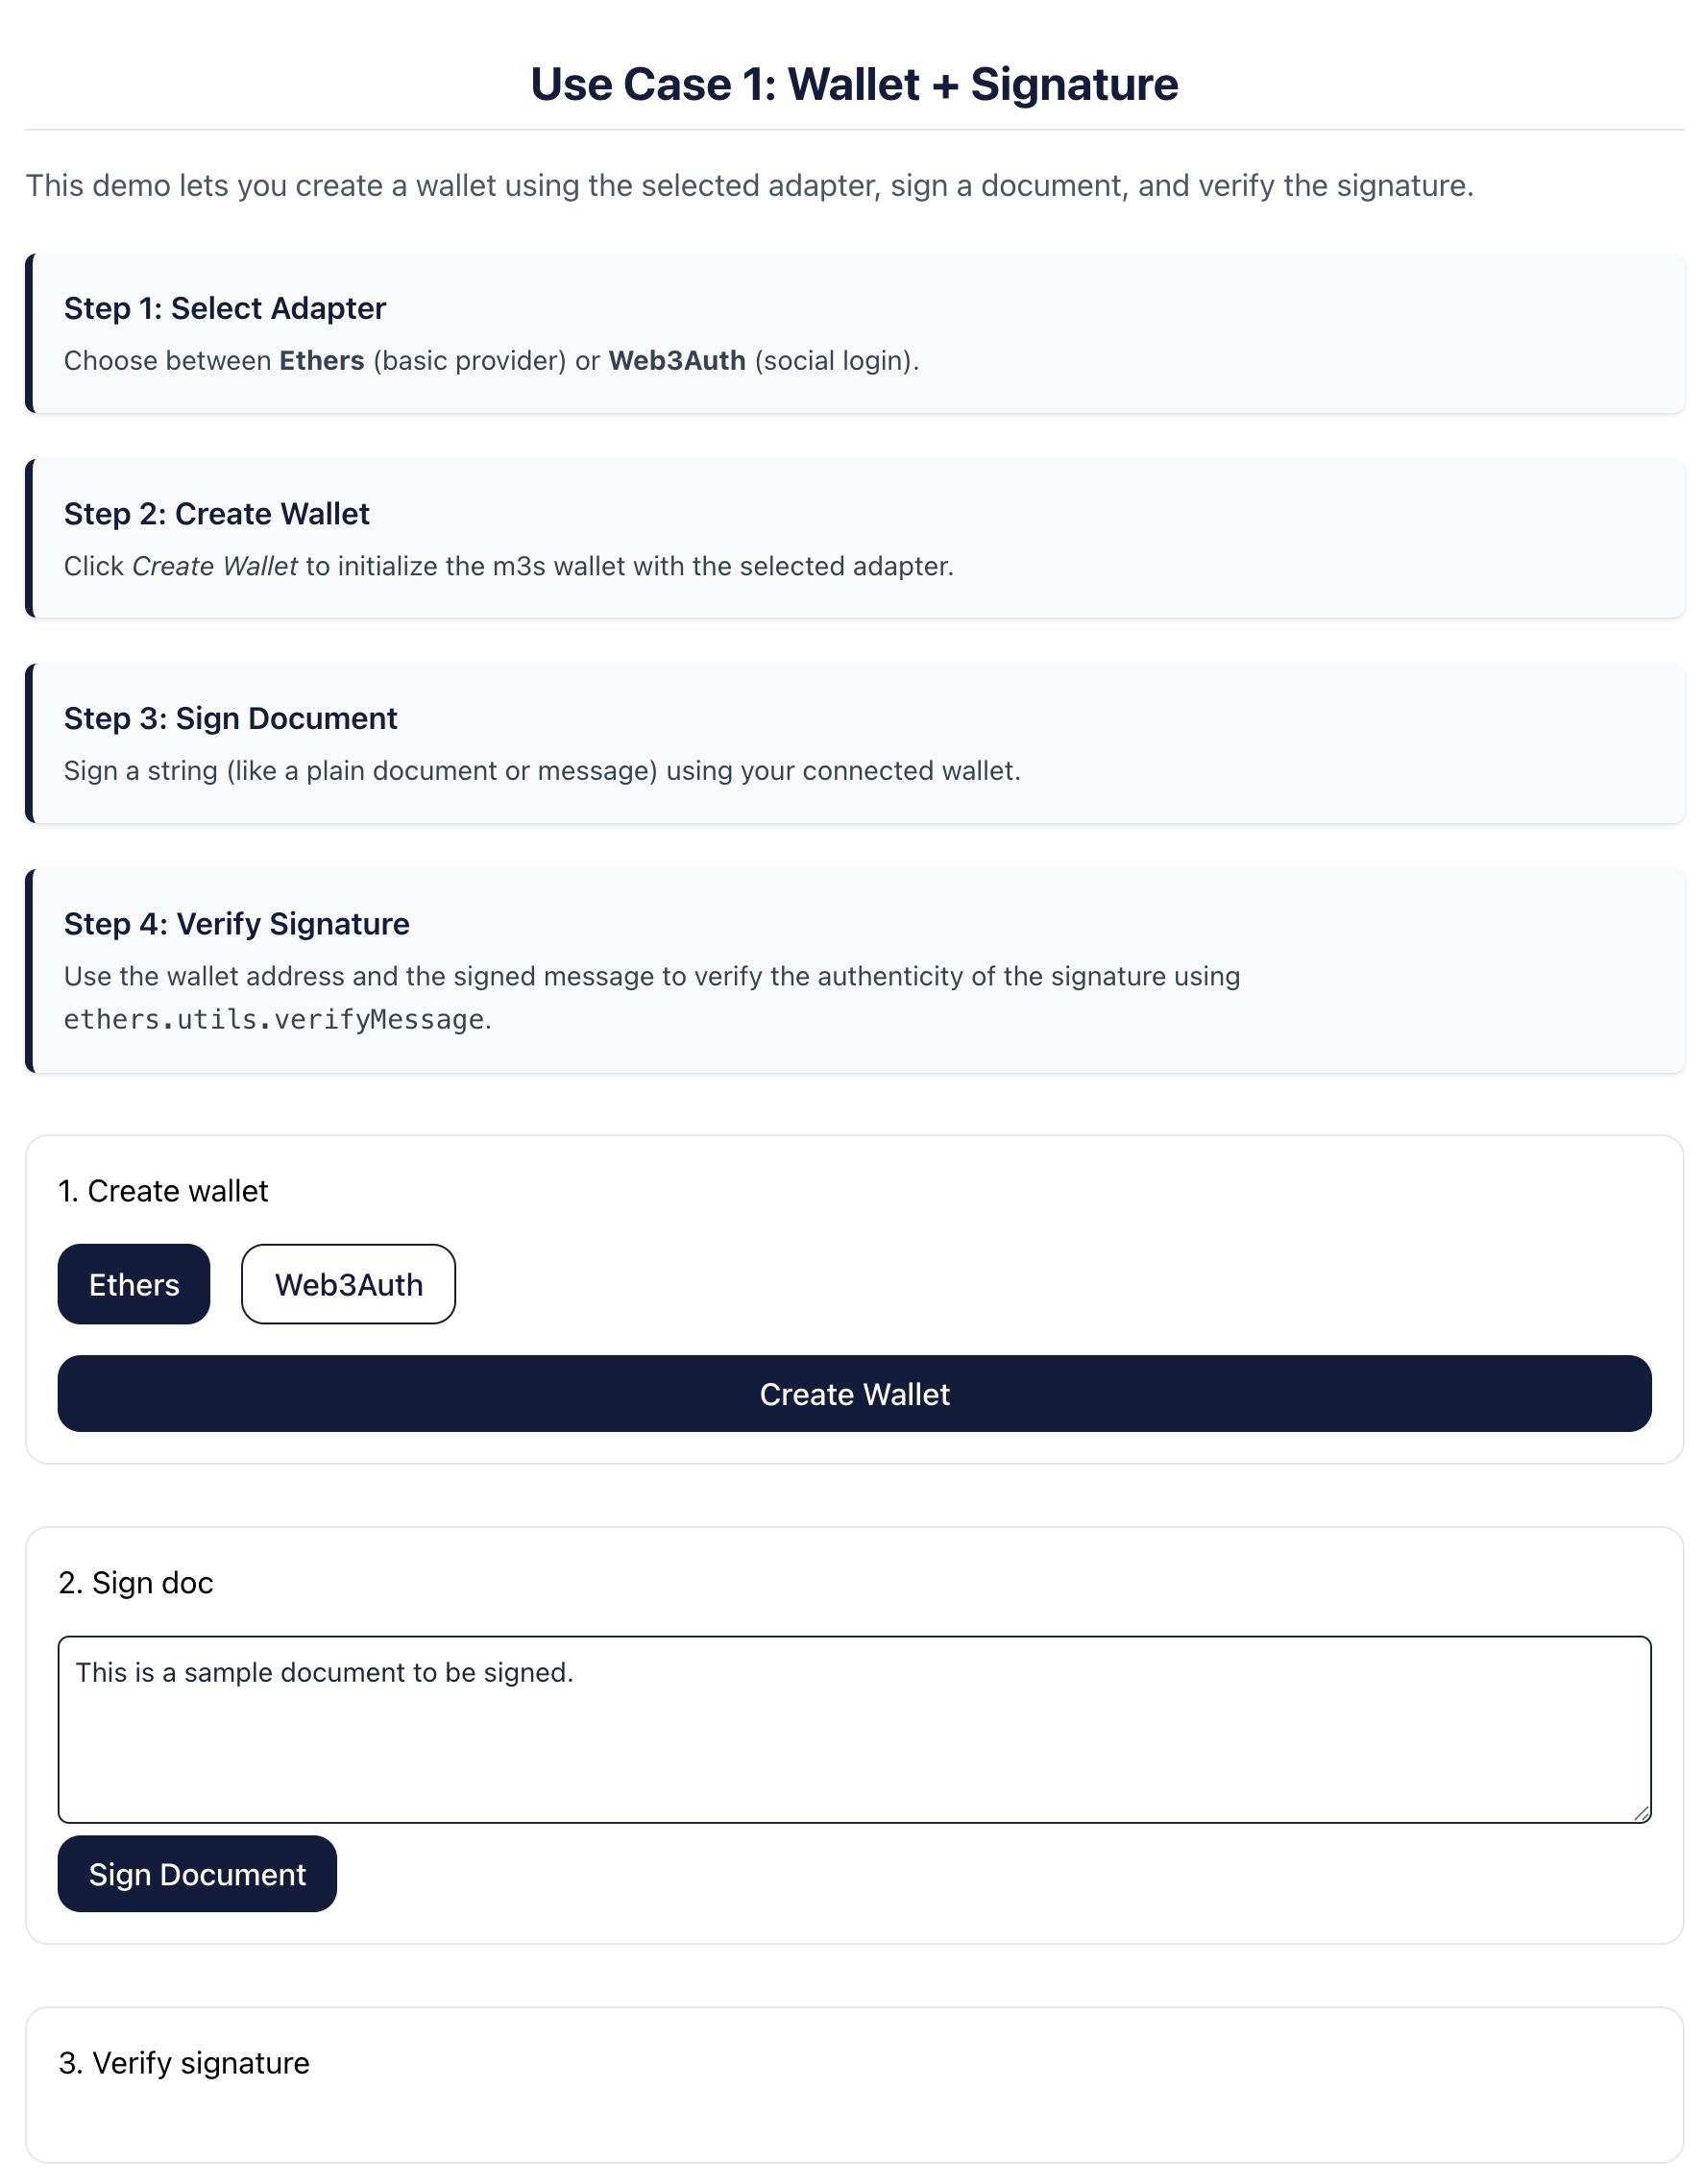 Use Case 1: Wallet + Signature
This demo lets you create a wallet using the selected adapter, sign a document, and verify the signature.
Step 1: Select Adapter
Choose between Ethers (basic provider) or Web3Auth (social login).
Step 2: Create Wallet
Click Create Wallet to initialize the m3s wallet with the selected adapter.
Step 3: Sign Document
Sign a string (like a plain document or message) using your connected wallet.
Step 4: Verify Signature
Use the wallet address and the signed message to verify the authenticity of the signature using
ethers.utils.verifyMessage.
1. Create wallet
Ethers Web3Auth
Create Wallet
2. Sign doc
This is a sample document to be signed.
Sign Document
3. Verify signature